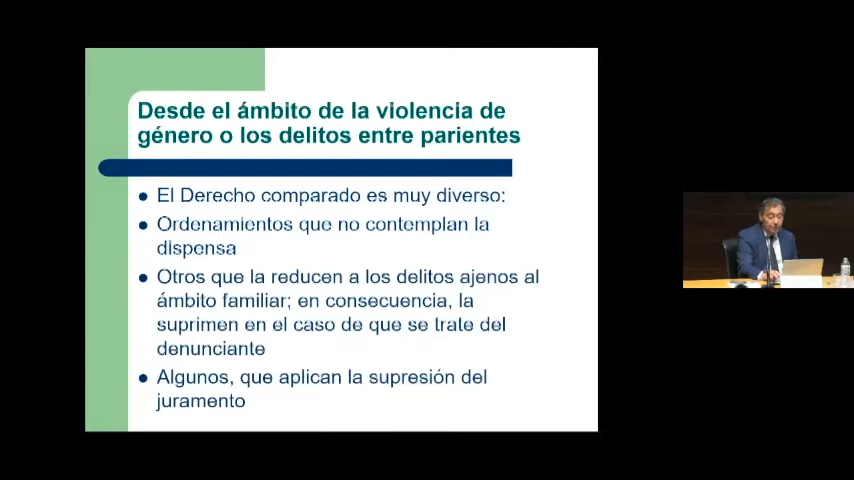 Desde el ámbito de la violencia de
género o los delitos entre parientes
El Derecho comparado es muy diverso:
Ordenamientos que no contemplan la
dispensa
Otros que la reducen a los delitos ajenos al
ámbito familiar; en consecuencia, la
suprimen en el caso de que se trate del
denunciante
Algunos, que aplican la supresión del
juramento